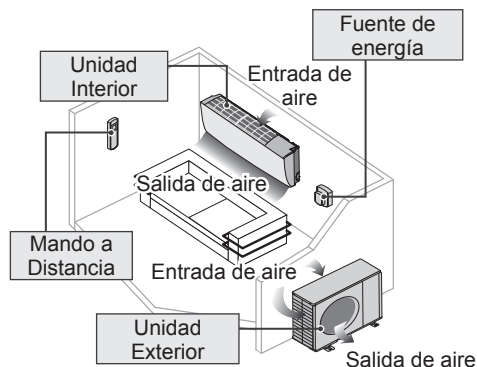 Fuente de
energía
Unidad
Interior
Entrada de
aire
Salida de aire
Mando a
Distancia
Entrada de aire
Unidad
Exterior
Salida de aire